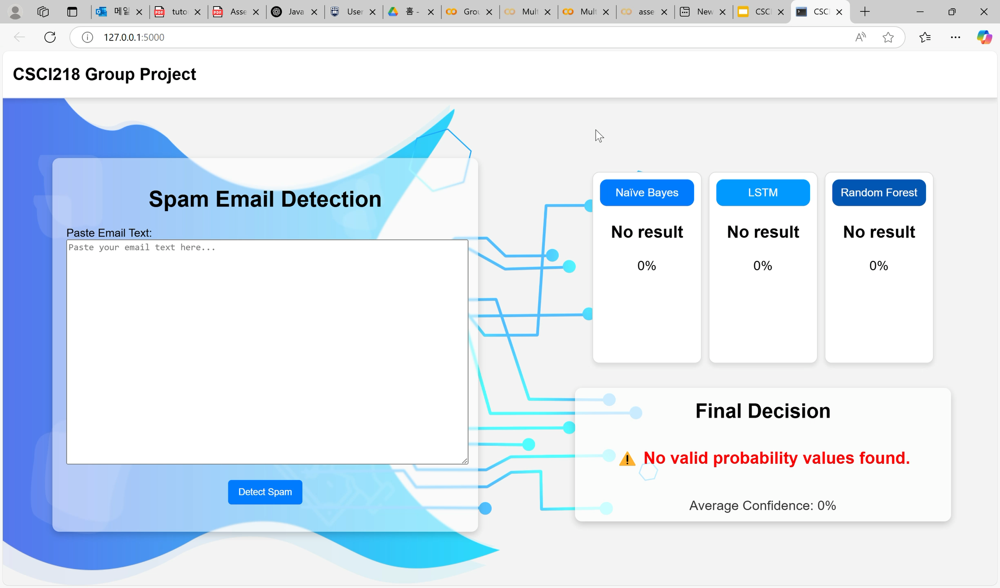 메일
tuto
Asse
Java
User
홈 -
Grou
Mult
Mult
asse
New
CSCI
CSCI
127.0.0.1:5000
CSCI218 Group Project
Spam Email Detection
Paste Email Text:
Paste your email text here...
Detect Spam
Naïve Bayes
No result
0%
LSTM
No result
0%
Random Forest
No result
0%
Final Decision
⚠️ No valid probability values found.
Average Confidence: 0%